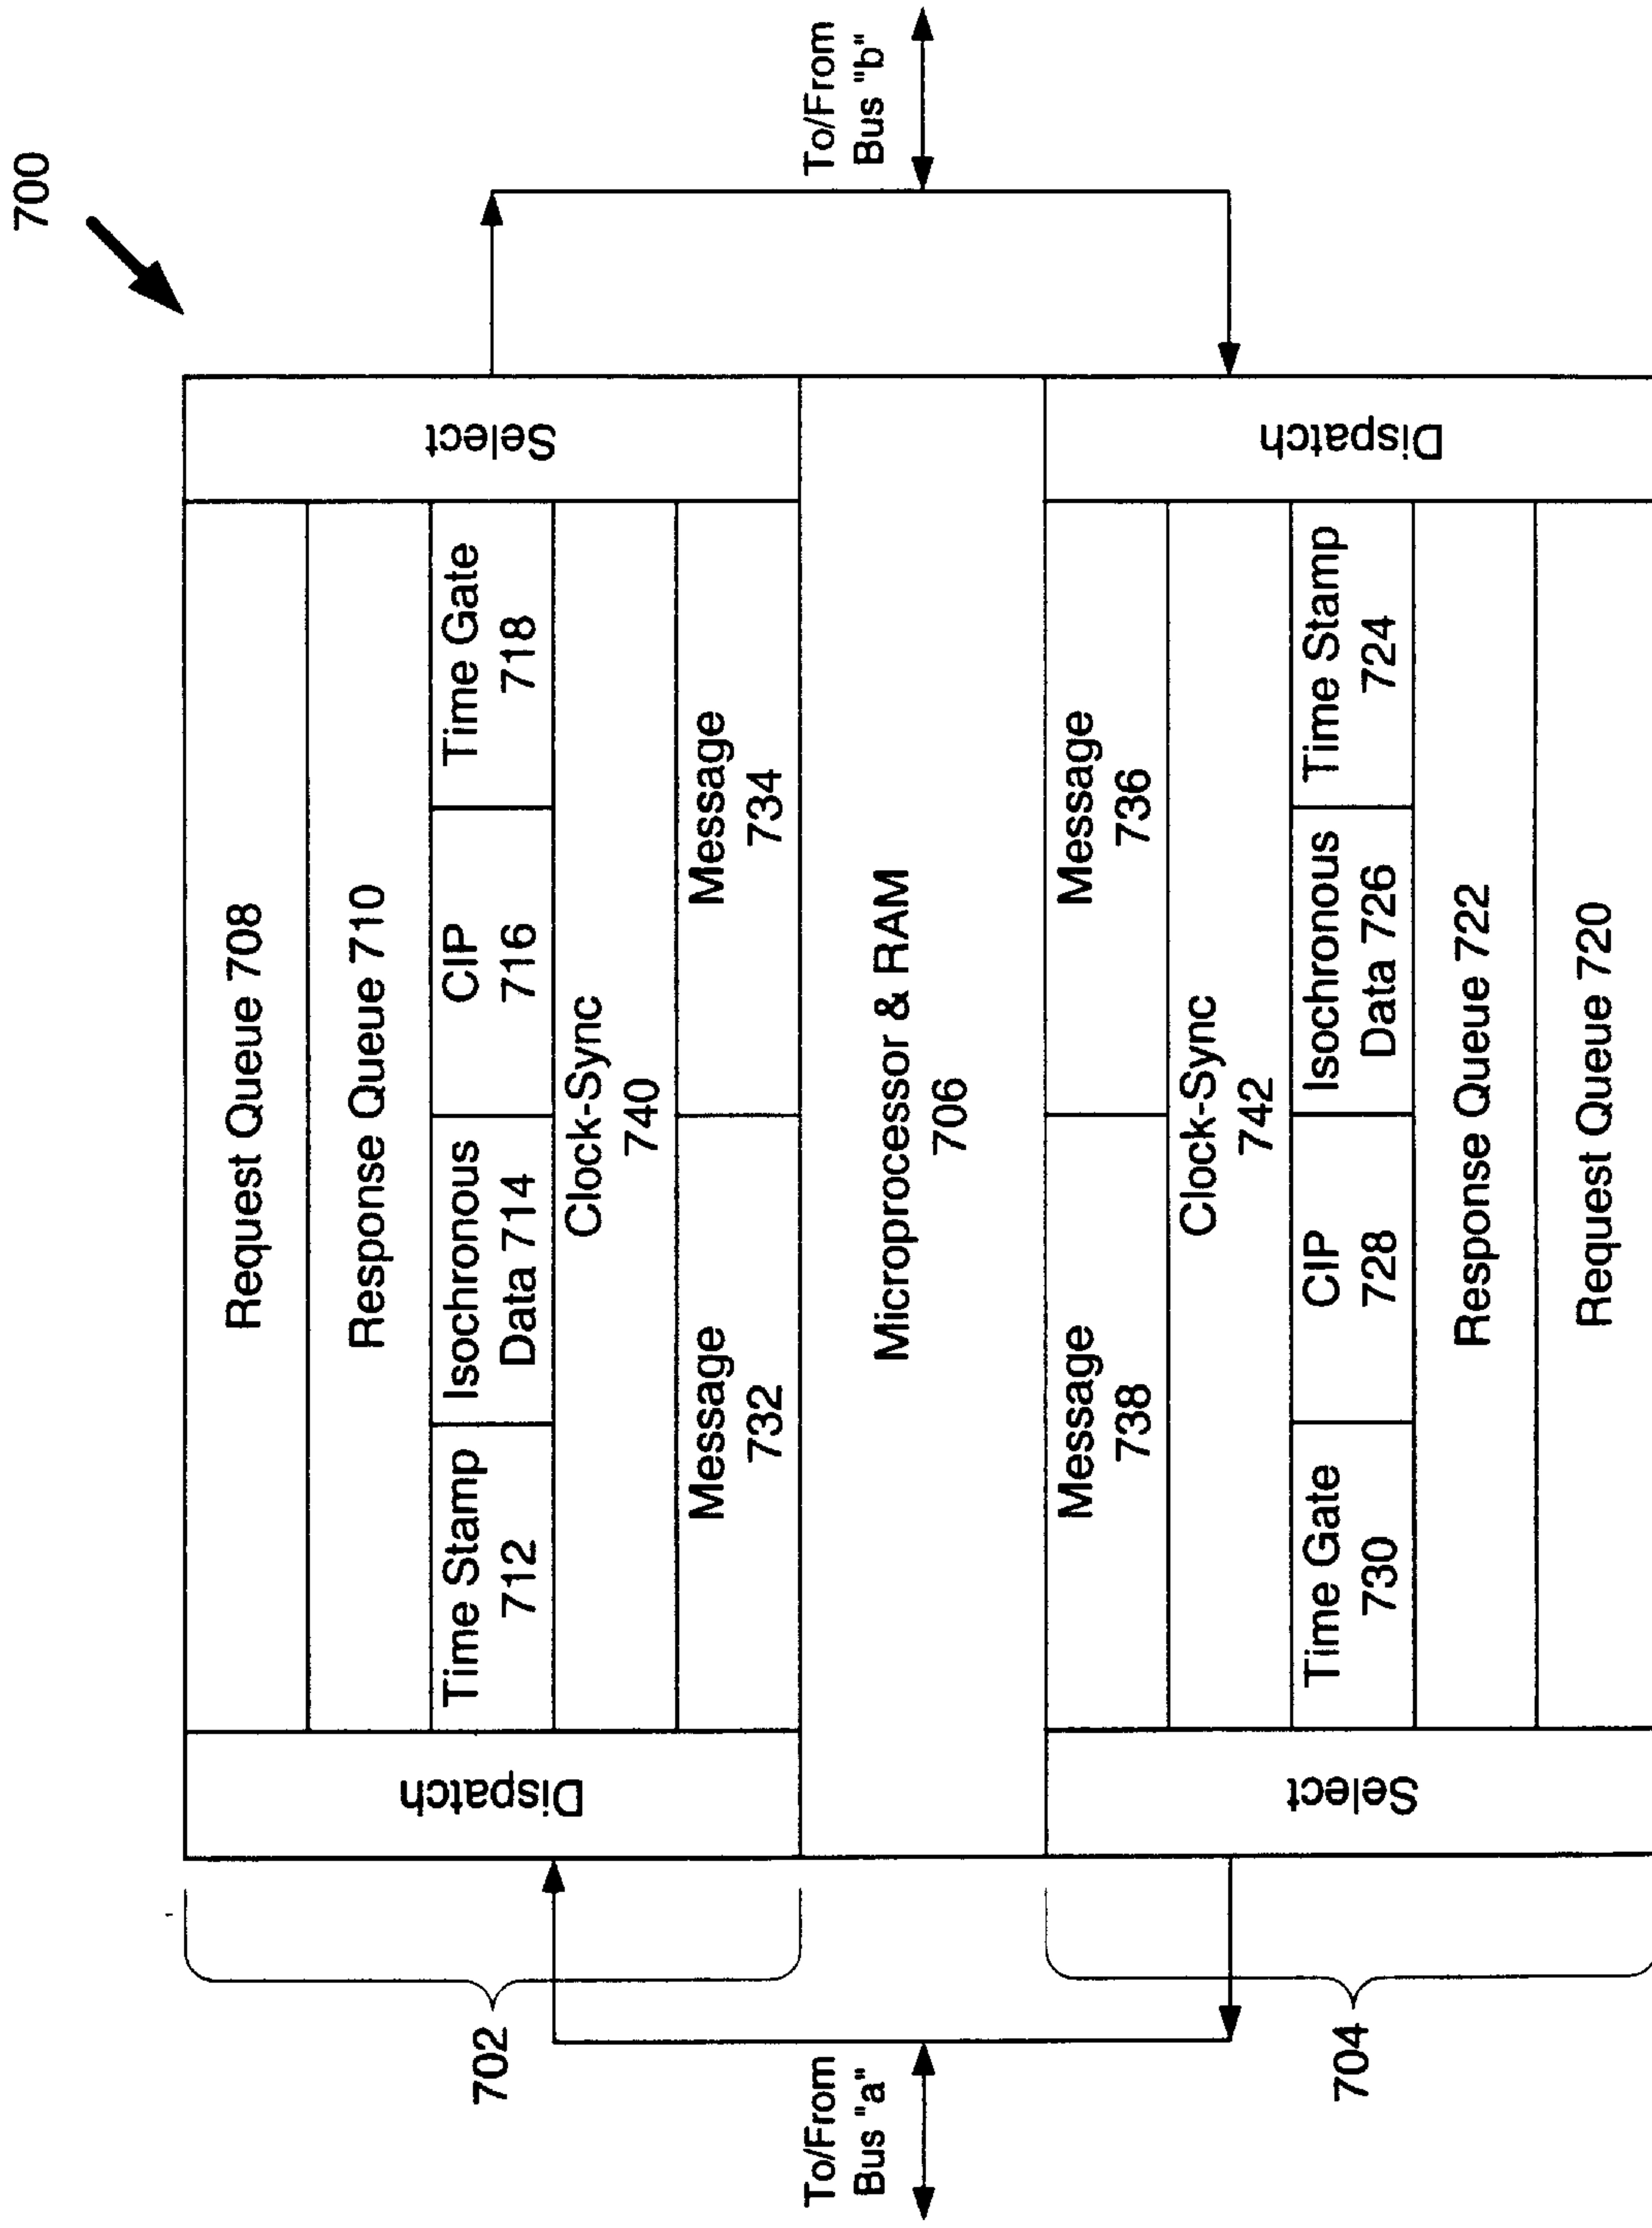 700
To/From
Bus "b"
Select
Dispatch
Request Queue 708
Response Queue 710
Time Stamp
712
Isochronous
Data 714
CIP
716
Time Gate
718
Clock-Sync
740
Message
732
Message
734
Microprocessor & RAM
706
Message
738
Message
736
Clock-Sync
742
Time Gate
730
CIP
728
Isochronous
Data 726
Time Stamp
724
Response Queue 722
Request Queue 720
Dispatch
Select
702
704
To/From
Bus "a"